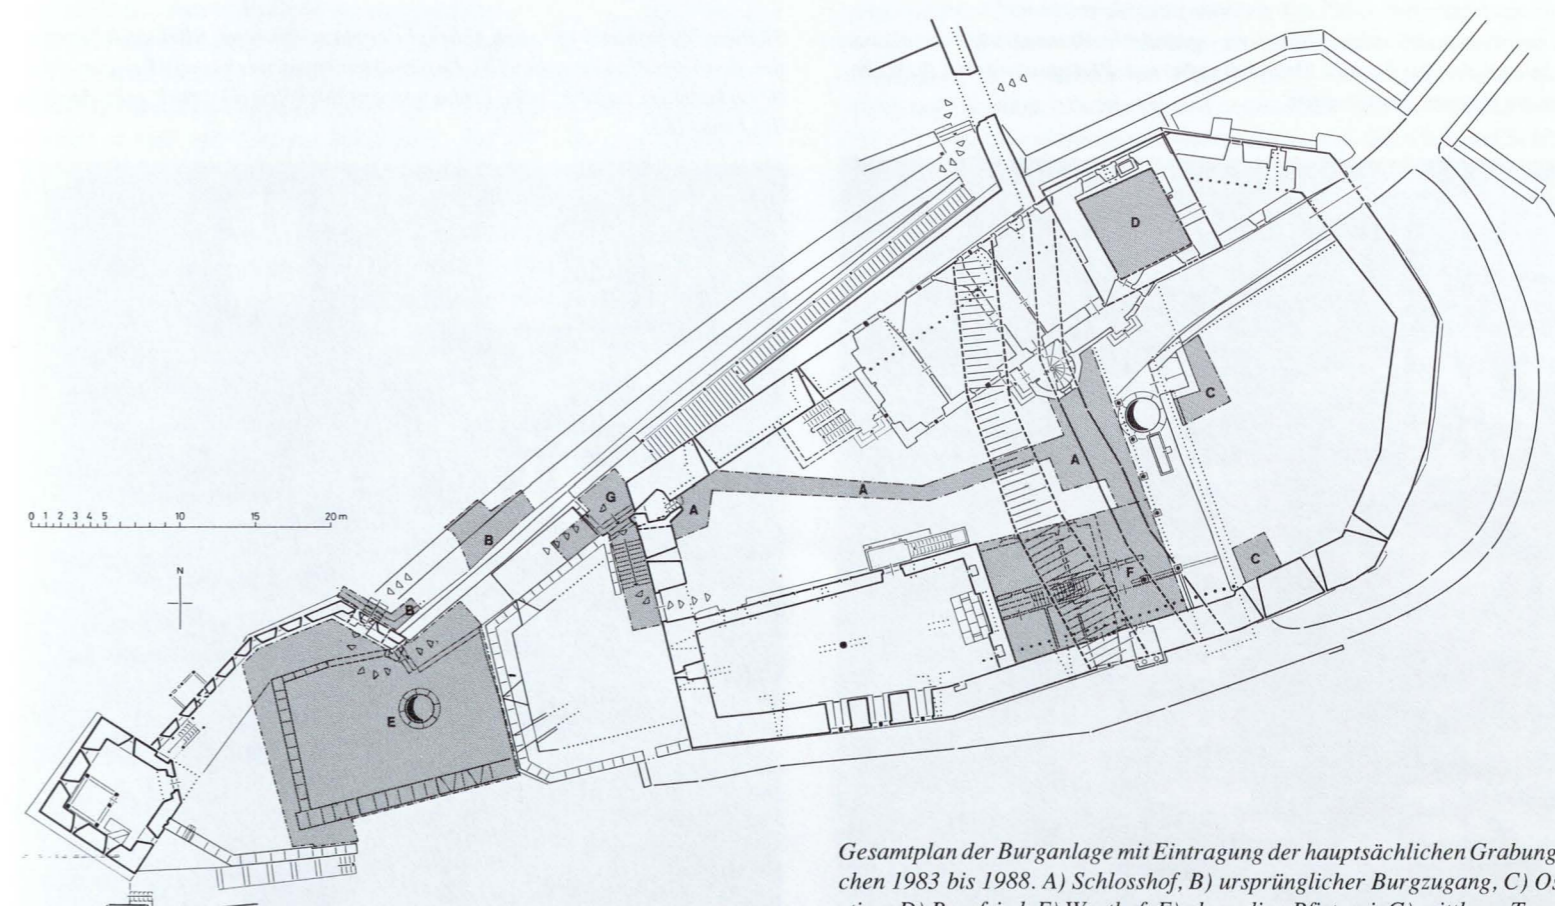 D
C
A
A
A
G
B
0 1 2 3 4 5 10 15 20 m
N
F
C
B
E
Gesamtplan der Burganlage mit Eintragung der hauptsächlichen Grabung
chen 1983 bis 1988. A) Schlosshof, B) ursprünglicher Burgzugang, C)